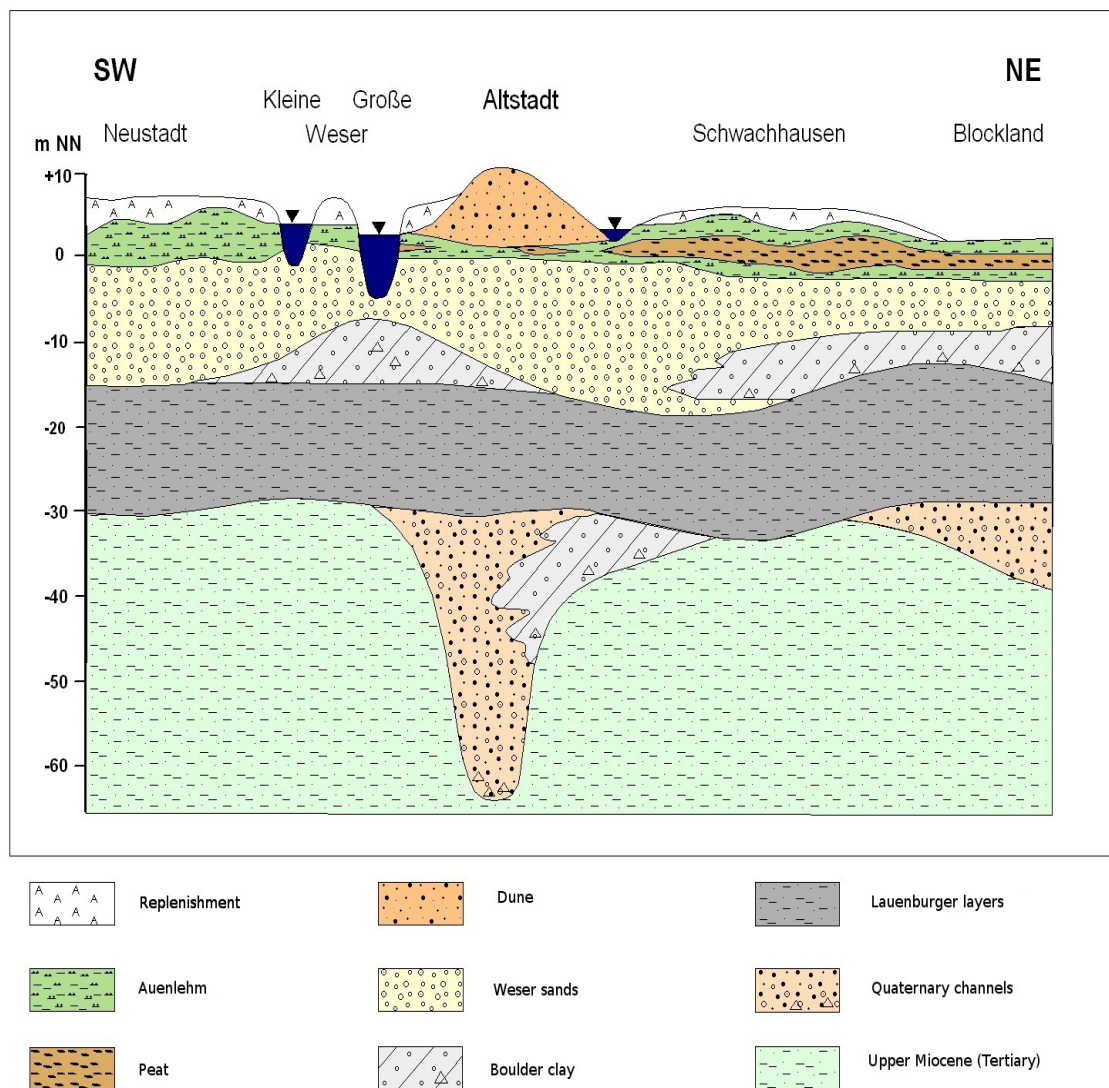 SW NE
Kleine Große Altstadt
Neustadt Weser Schwachhausen Blockland
m NN
+10
0
-10
-20
-30
-40
-50
-60
Replenishment Dune Lauenburger layers
Auenlehm Weser sands Quaternary channels
Peat Boulder clay Upper Miocene (Tertiary)